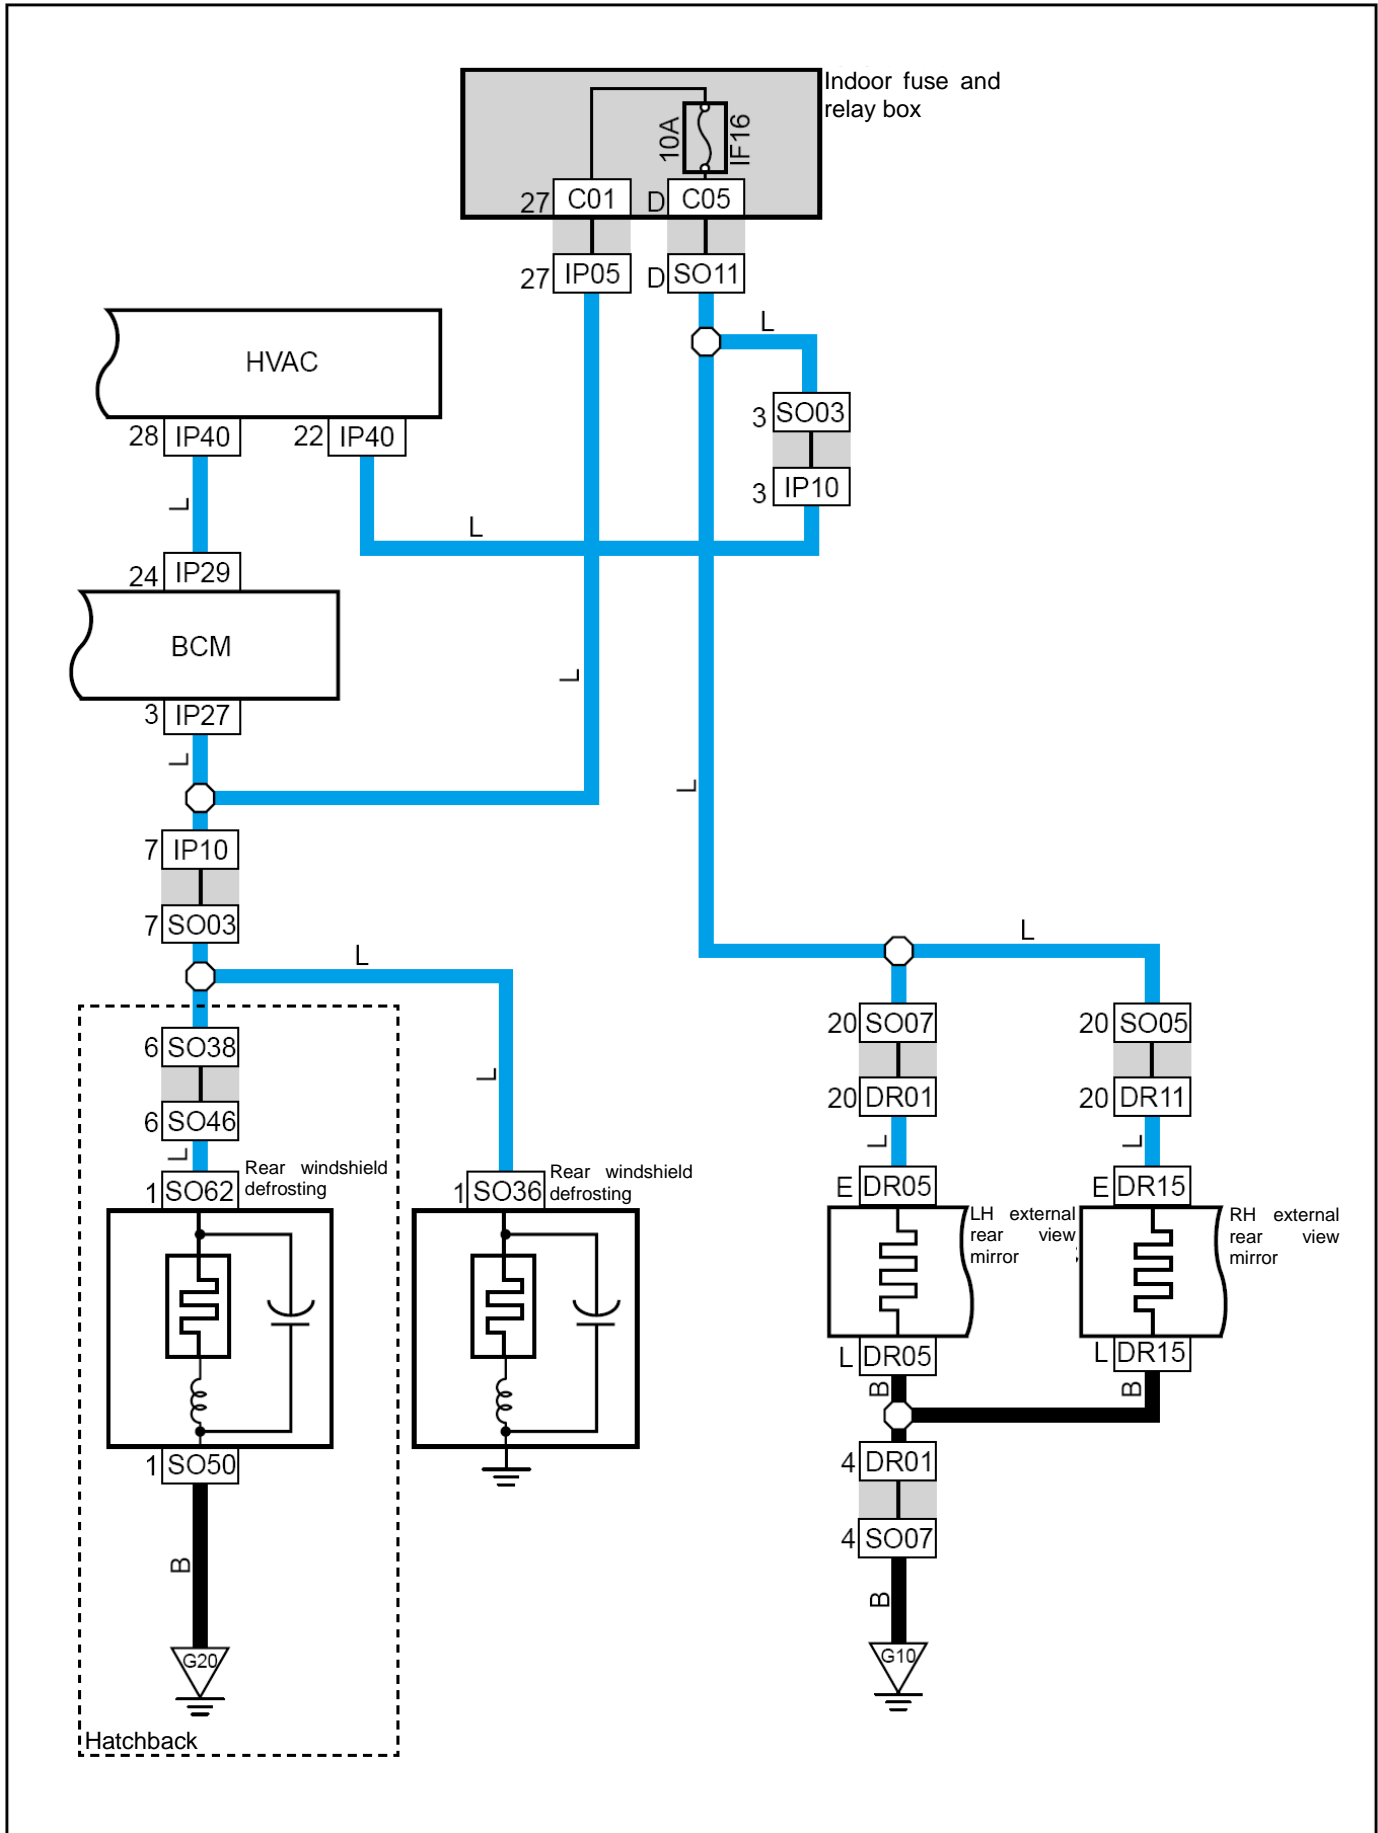 Indoor fuse and
relay box
10A
IF16
27 C01
D C05
27 IP05
D SO11
L
HVAC
3 SO03
28 IP40
22 IP40
3 IP10
L
L
24 IP29
BCM
L
3 IP27
L
L
7 IP10
7 SO03
L
L
6 SO38
20 SO07
20 SO05
L
6 SO46
20 DR01
20 DR11
L
L
L
Rear windshield
defrosting
1 SO62
Rear windshield
defrosting
1 SO36
E DR05
E DR15
LH external
rear view
mirror
RH external
rear view
mirror
L DR05
L DR15
B
B
1 SO50
4 DR01
4 SO07
B
B
G20
G10
Hatchback